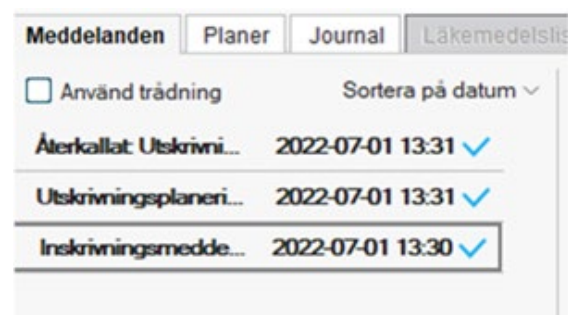 Meddelanden Planer Journal Läkemedelslis
Använd trådning Sortera på datum
Återkallat: Utskrivni... 2022-07-01 13:31
Utskrivningsplaneri... 2022-07-01 13:31
Inskrivningsmedde... 2022-07-01 13:30